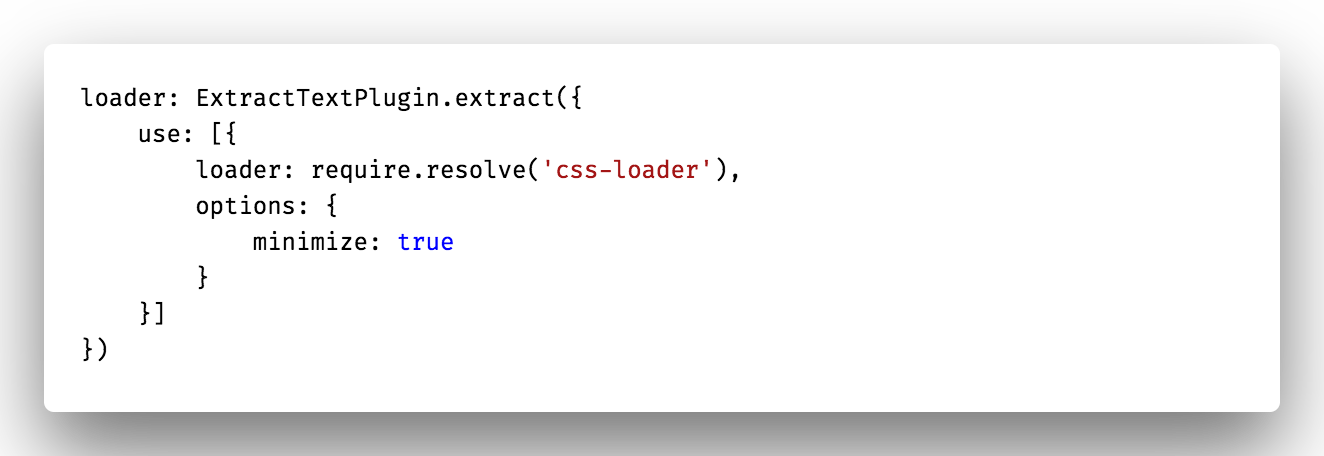 loader: ExtractTextPlugin.extract({
    use: [{
        loader: require.resolve('css-loader'),
        options: {
            minimize: true
        }
    }]
})